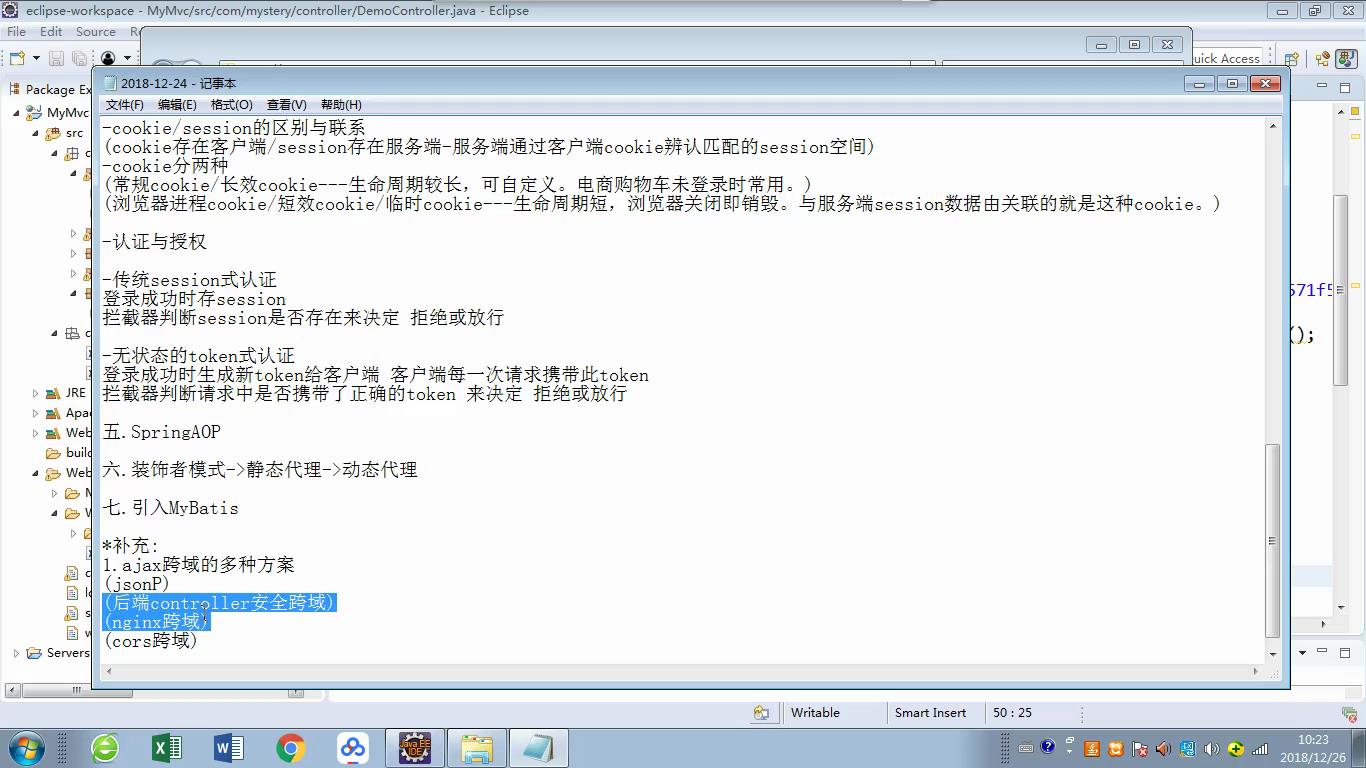 eclipse-workspace - MyMvc/src/com/mystery/controller/DemoController.java - Eclipse
File Edit Source
Quick Access
Package Ex
2018-12-24 - 记事本
文件(F) 编辑(E) 格式(O) 查看(V) 帮助(H)
MyMvc
src
JRE
Apac
Web
build
Web
Servers
-cookie/session的区别与联系
(cookie存在客户端/session存在服务端-服务端通过客户端cookie辨认匹配的session空间)
-cookie分两种
(常规cookie/长效cookie---生命周期较长，可自定义。电商购物车未登录时常用。)
(浏览器进程cookie/短效cookie/临时cookie---生命周期短，浏览器关闭即销毁。与服务端session数据由关联的就是这种cookie。)
-认证与授权
-传统session式认证
登录成功时存session
拦截器判断session是否存在来决定 拒绝或放行
-无状态的token式认证
登录成功时生成新token给客户端 客户端每一次请求携带此token
拦截器判断请求中是否携带了正确的token 来决定 拒绝或放行
五.SpringAOP
六.装饰者模式->静态代理->动态代理
七.引入MyBatis
*补充:
1.ajax跨域的多种方案
(jsonP)
(后端controller安全跨域)
(nginx跨域)
(cors跨域)
571f5
();
Writable
Smart Insert
50 : 25
10:23
2018/12/26